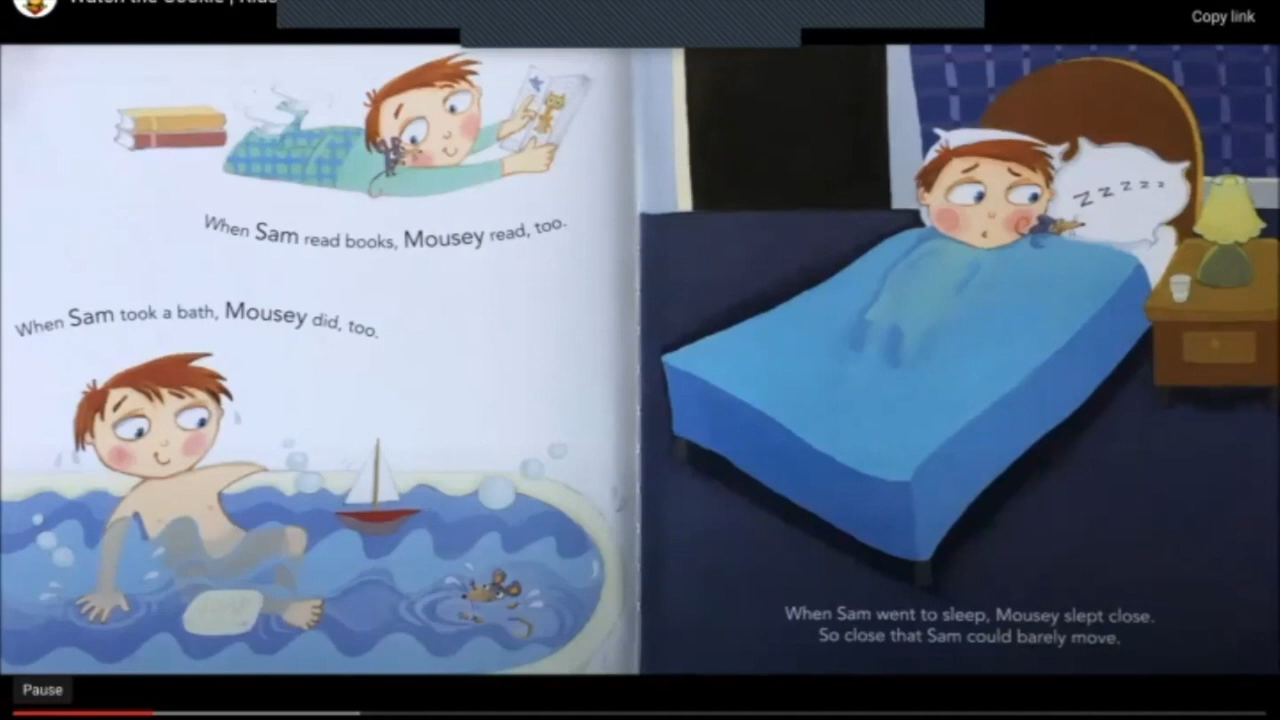 Copy link
When Sam read books, Mousey read, too.
When Sam took a bath, Mousey did, too.
Z Z Z Z Z Z
When Sam went to sleep, Mousey slept close.
So close that Sam could barely move.
Pause